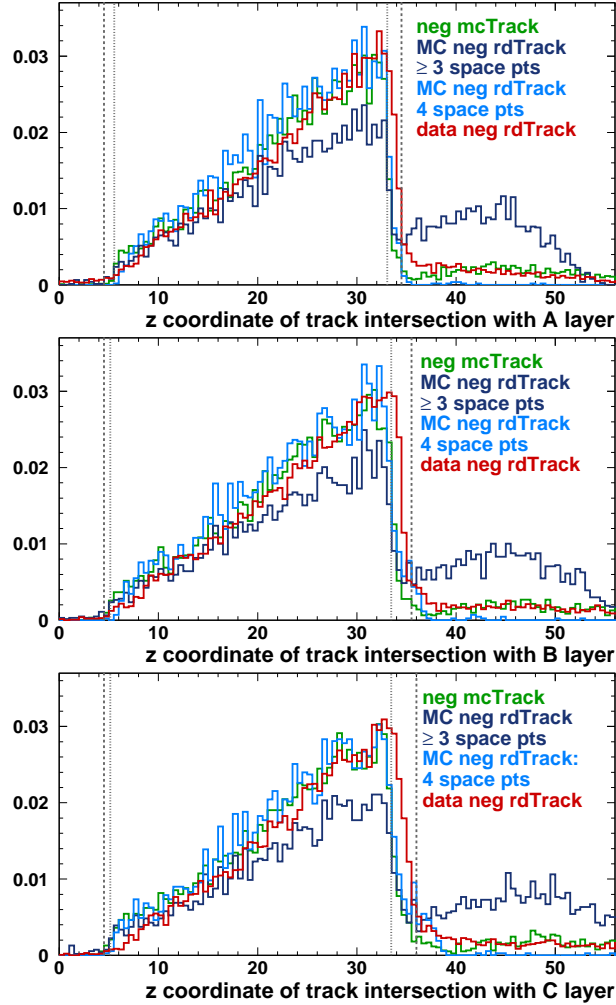 0.03
0.02
0.01
0
neg mcTrack
MC neg rdTrack
≥ 3 space pts
MC neg rdTrack
4 space pts
data neg rdTrack
0 10 20 30 40 50
z coordinate of track intersection with A layer
0.03
0.02
0.01
0
neg mcTrack
MC neg rdTrack
≥ 3 space pts
MC neg rdTrack
4 space pts
data neg rdTrack
0 10 20 30 40 50
z coordinate of track intersection with B layer
0.03
0.02
0.01
0
neg mcTrack
MC neg rdTrack
≥ 3 space pts
MC neg rdTrack:
4 space pts
data neg rdTrack
0 10 20 30 40 50
z coordinate of track intersection with C layer